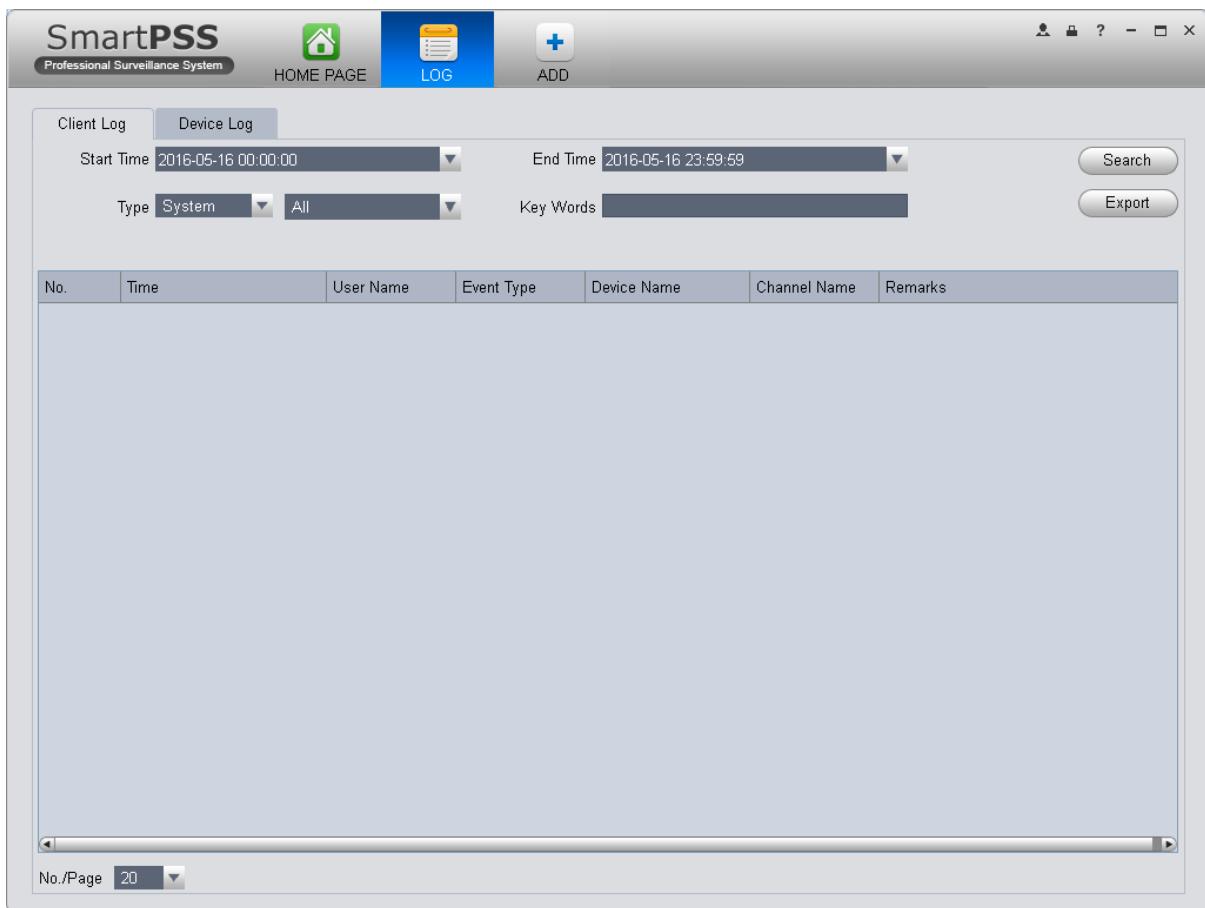 SmartPSS
Professional Surveillance System
HOME PAGE
LOG
ADD
?
Client Log
Device Log
Start Time 2016-05-16 00:00:00
End Time 2016-05-16 23:59:59
Search
Type System All
Key Words
Export
No. Time User Name Event Type Device Name Channel Name Remarks
No./Page 20